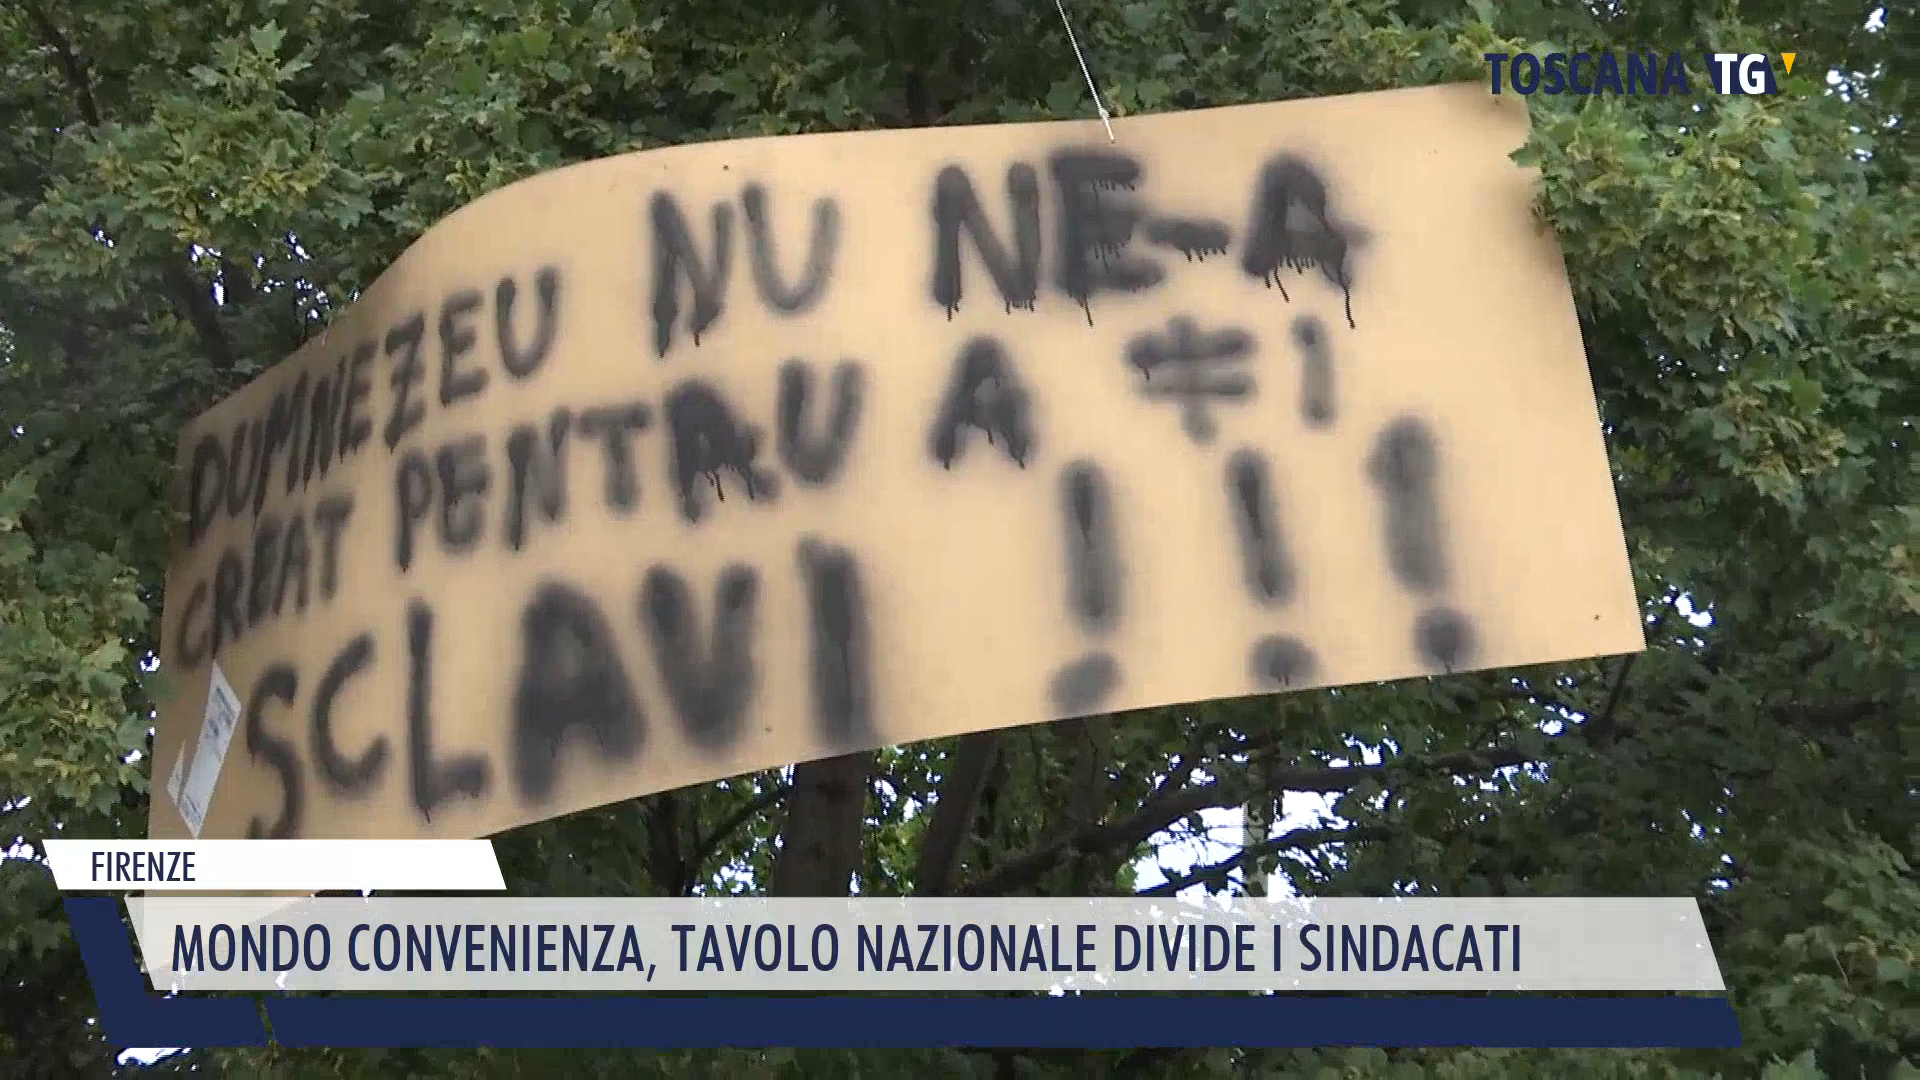 TOSCANA TG
DUMNEZEU NU NE-A
CREAT PENTRU A FI
SCLAVI !!!
FIRENZE
MONDO CONVENIENZA, TAVOLO NAZIONALE DIVIDE I SINDACATI